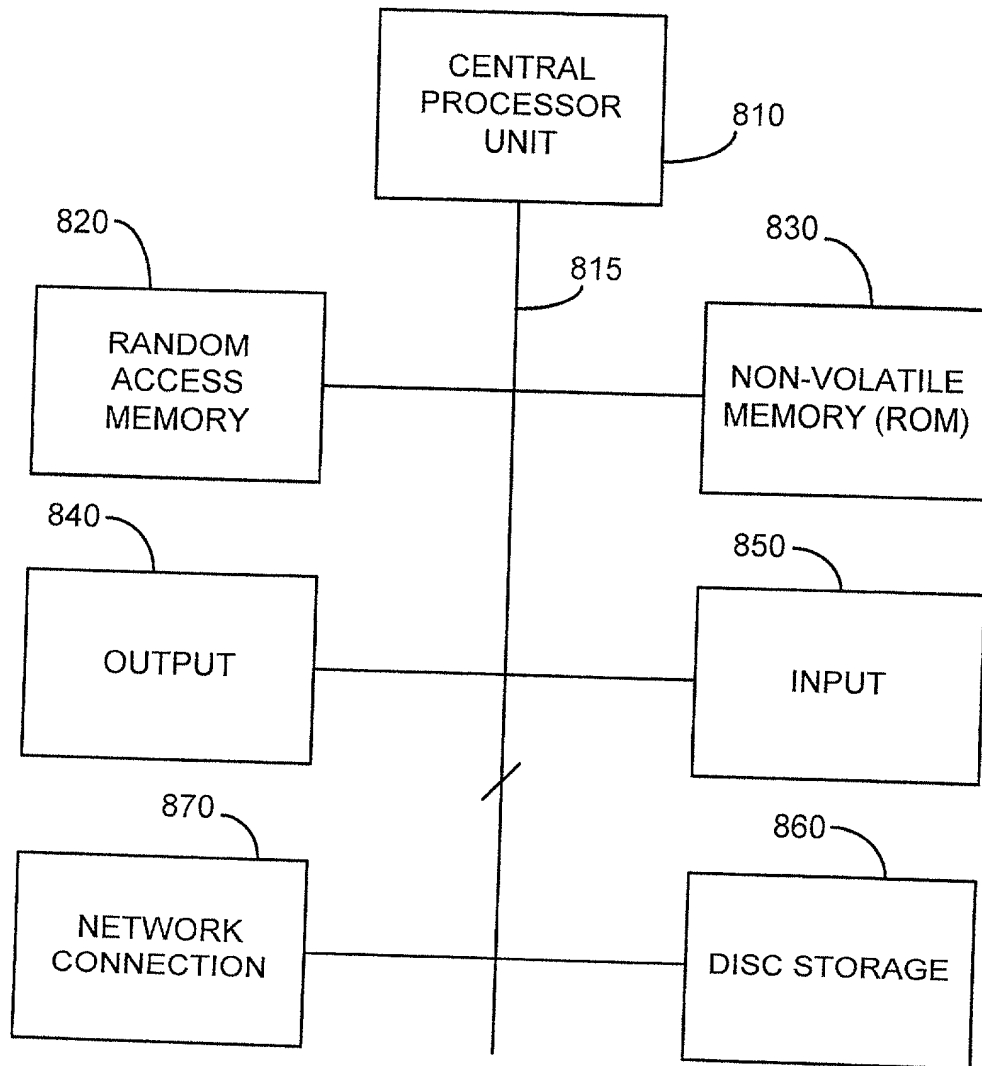 CENTRAL
PROCESSOR
UNIT
810
820
815
830
RANDOM
ACCESS
MEMORY
NON-VOLATILE
MEMORY (ROM)
840
850
OUTPUT
INPUT
870
860
NETWORK
CONNECTION
DISC STORAGE